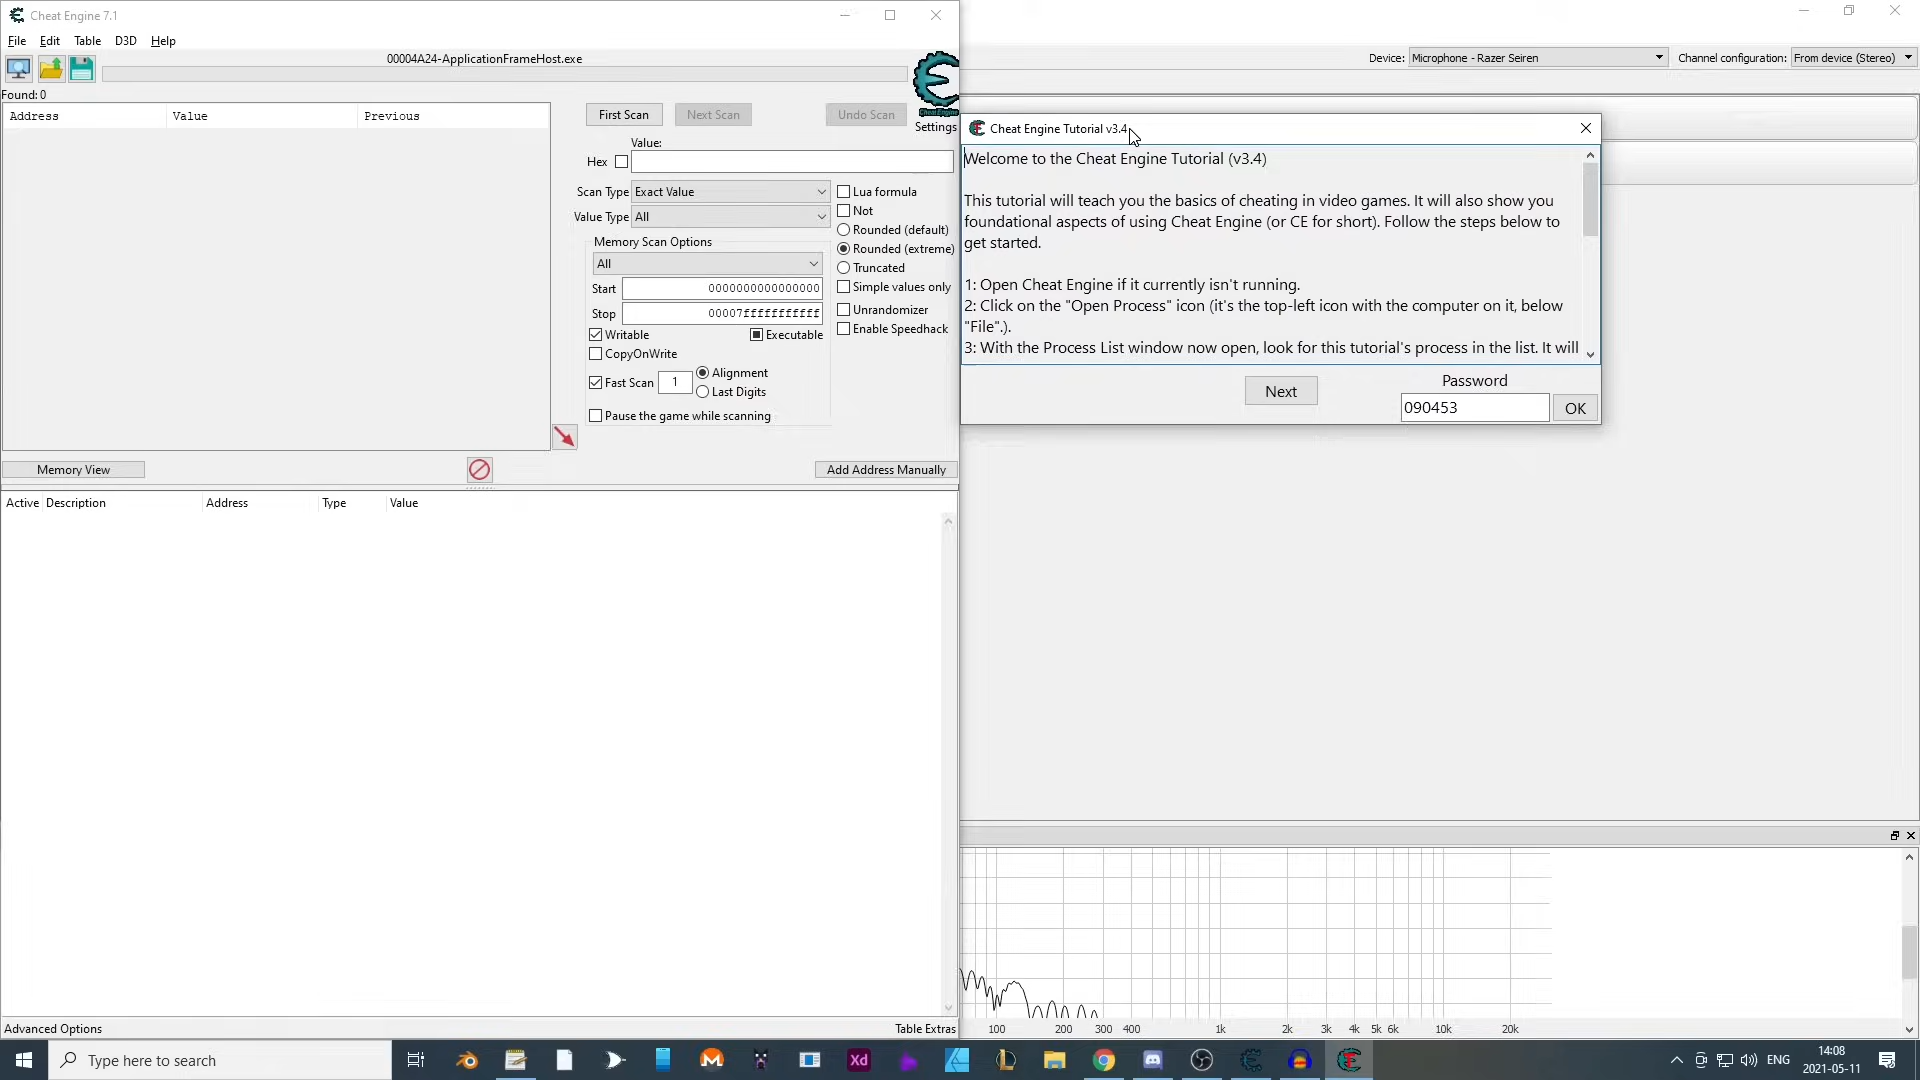 Cheat Engine 7.1
File Edit Table D3D Help
00004A24-ApplicationFrameHost.exe
Found: 0
Address Value Previous
First Scan Next Scan Undo Scan
Cheat Engine
Settings
Value:
Hex
Scan Type Exact Value
Value Type All
Lua formula
Not
Rounded (default)
Rounded (extreme)
Truncated
Simple values only
Unrandomizer
Enable Speedhack
Memory Scan Options
All
Start 0000000000000000
Stop 00007fffffffffff
Writable Executable
CopyOnWrite
Fast Scan 1 Alignment
Last Digits
Pause the game while scanning
Memory View Add Address Manually
Active Description Address Type Value
Advanced Options Table Extras
Device: Microphone - Razer Seiren Channel configuration: From device (Stereo)
Cheat Engine Tutorial v3.4
Welcome to the Cheat Engine Tutorial (v3.4)
This tutorial will teach you the basics of cheating in video games. It will also show you
foundational aspects of using Cheat Engine (or CE for short). Follow the steps below to
get started.
1: Open Cheat Engine if it currently isn't running.
2: Click on the "Open Process" icon (it's the top-left icon with the computer on it, below
"File".).
3: With the Process List window now open, look for this tutorial's process in the list. It will
Next
Password
090453 OK
100 200 300 400 1k 2k 3k 4k 5k 6k 10k 20k
Type here to search
Xd
ENG
14:08
2021-05-11